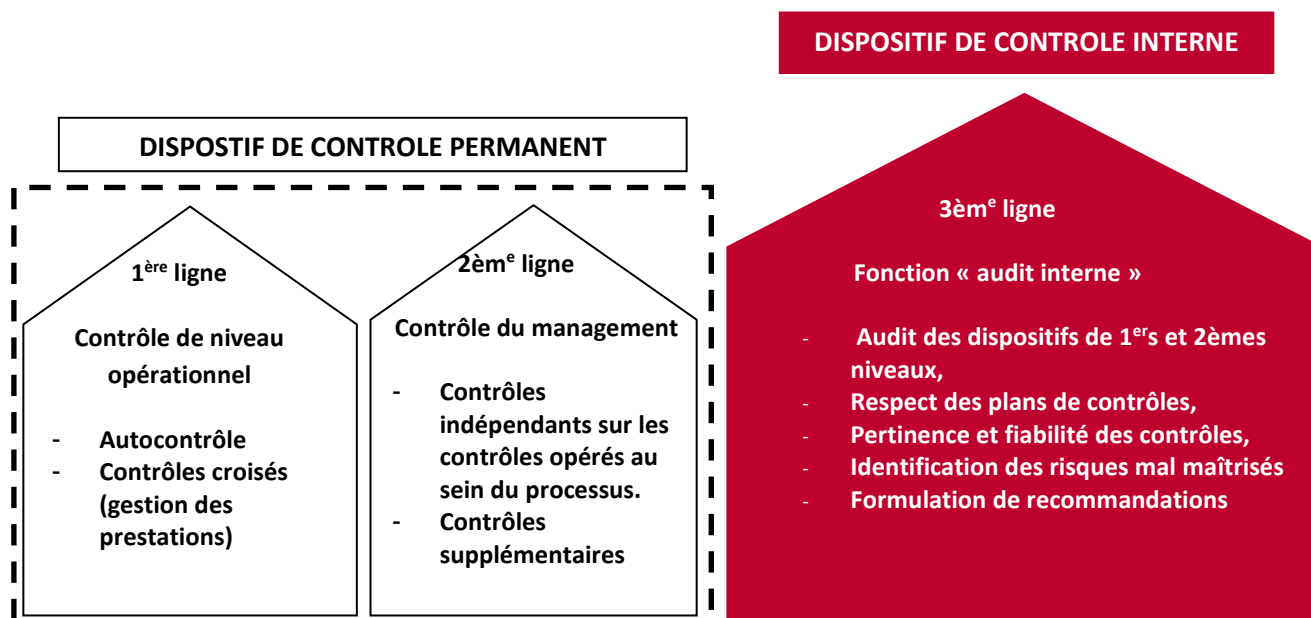 DISPOSITIF DE CONTROLE INTERNE
DISPOSTIF DE CONTROLE PERMANENT
1ère ligne
Contrôle de niveau
opérationnel
- Autocontrôle
- Contrôles croisés
(gestion des
prestations)
2ème ligne
Contrôle du management
- Contrôles
indépendants sur les
contrôles opérés au
sein du processus.
- Contrôles
supplémentaires
3ème ligne
Fonction « audit interne »
- Audit des dispositifs de 1ers et 2èmes
niveaux,
- Respect des plans de contrôles,
- Pertinence et fiabilité des contrôles,
- Identification des risques mal maîtrisés
- Formulation de recommandations